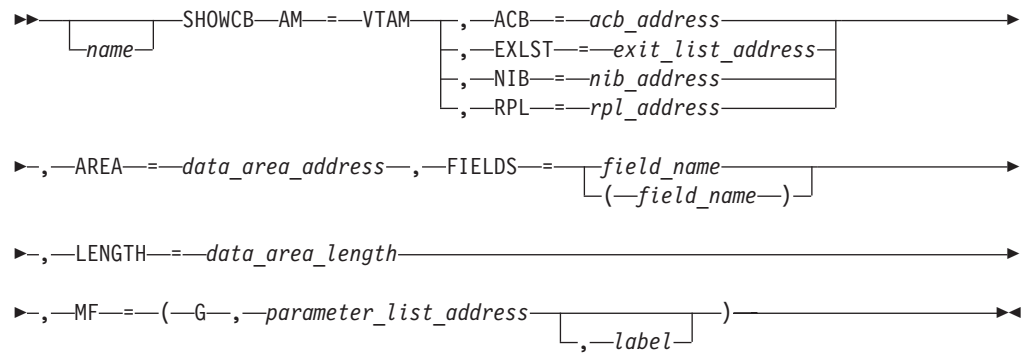 SHOWCB AM = VTAM , ACB = acb_address
name , EXLST = exit_list_address
, NIB = nib_address
, RPL = rpl_address
, AREA = data_area_address , FIELDS = field_name
( field_name )
, LENGTH = data_area_length
, MF = ( G , parameter_list_address )
, label